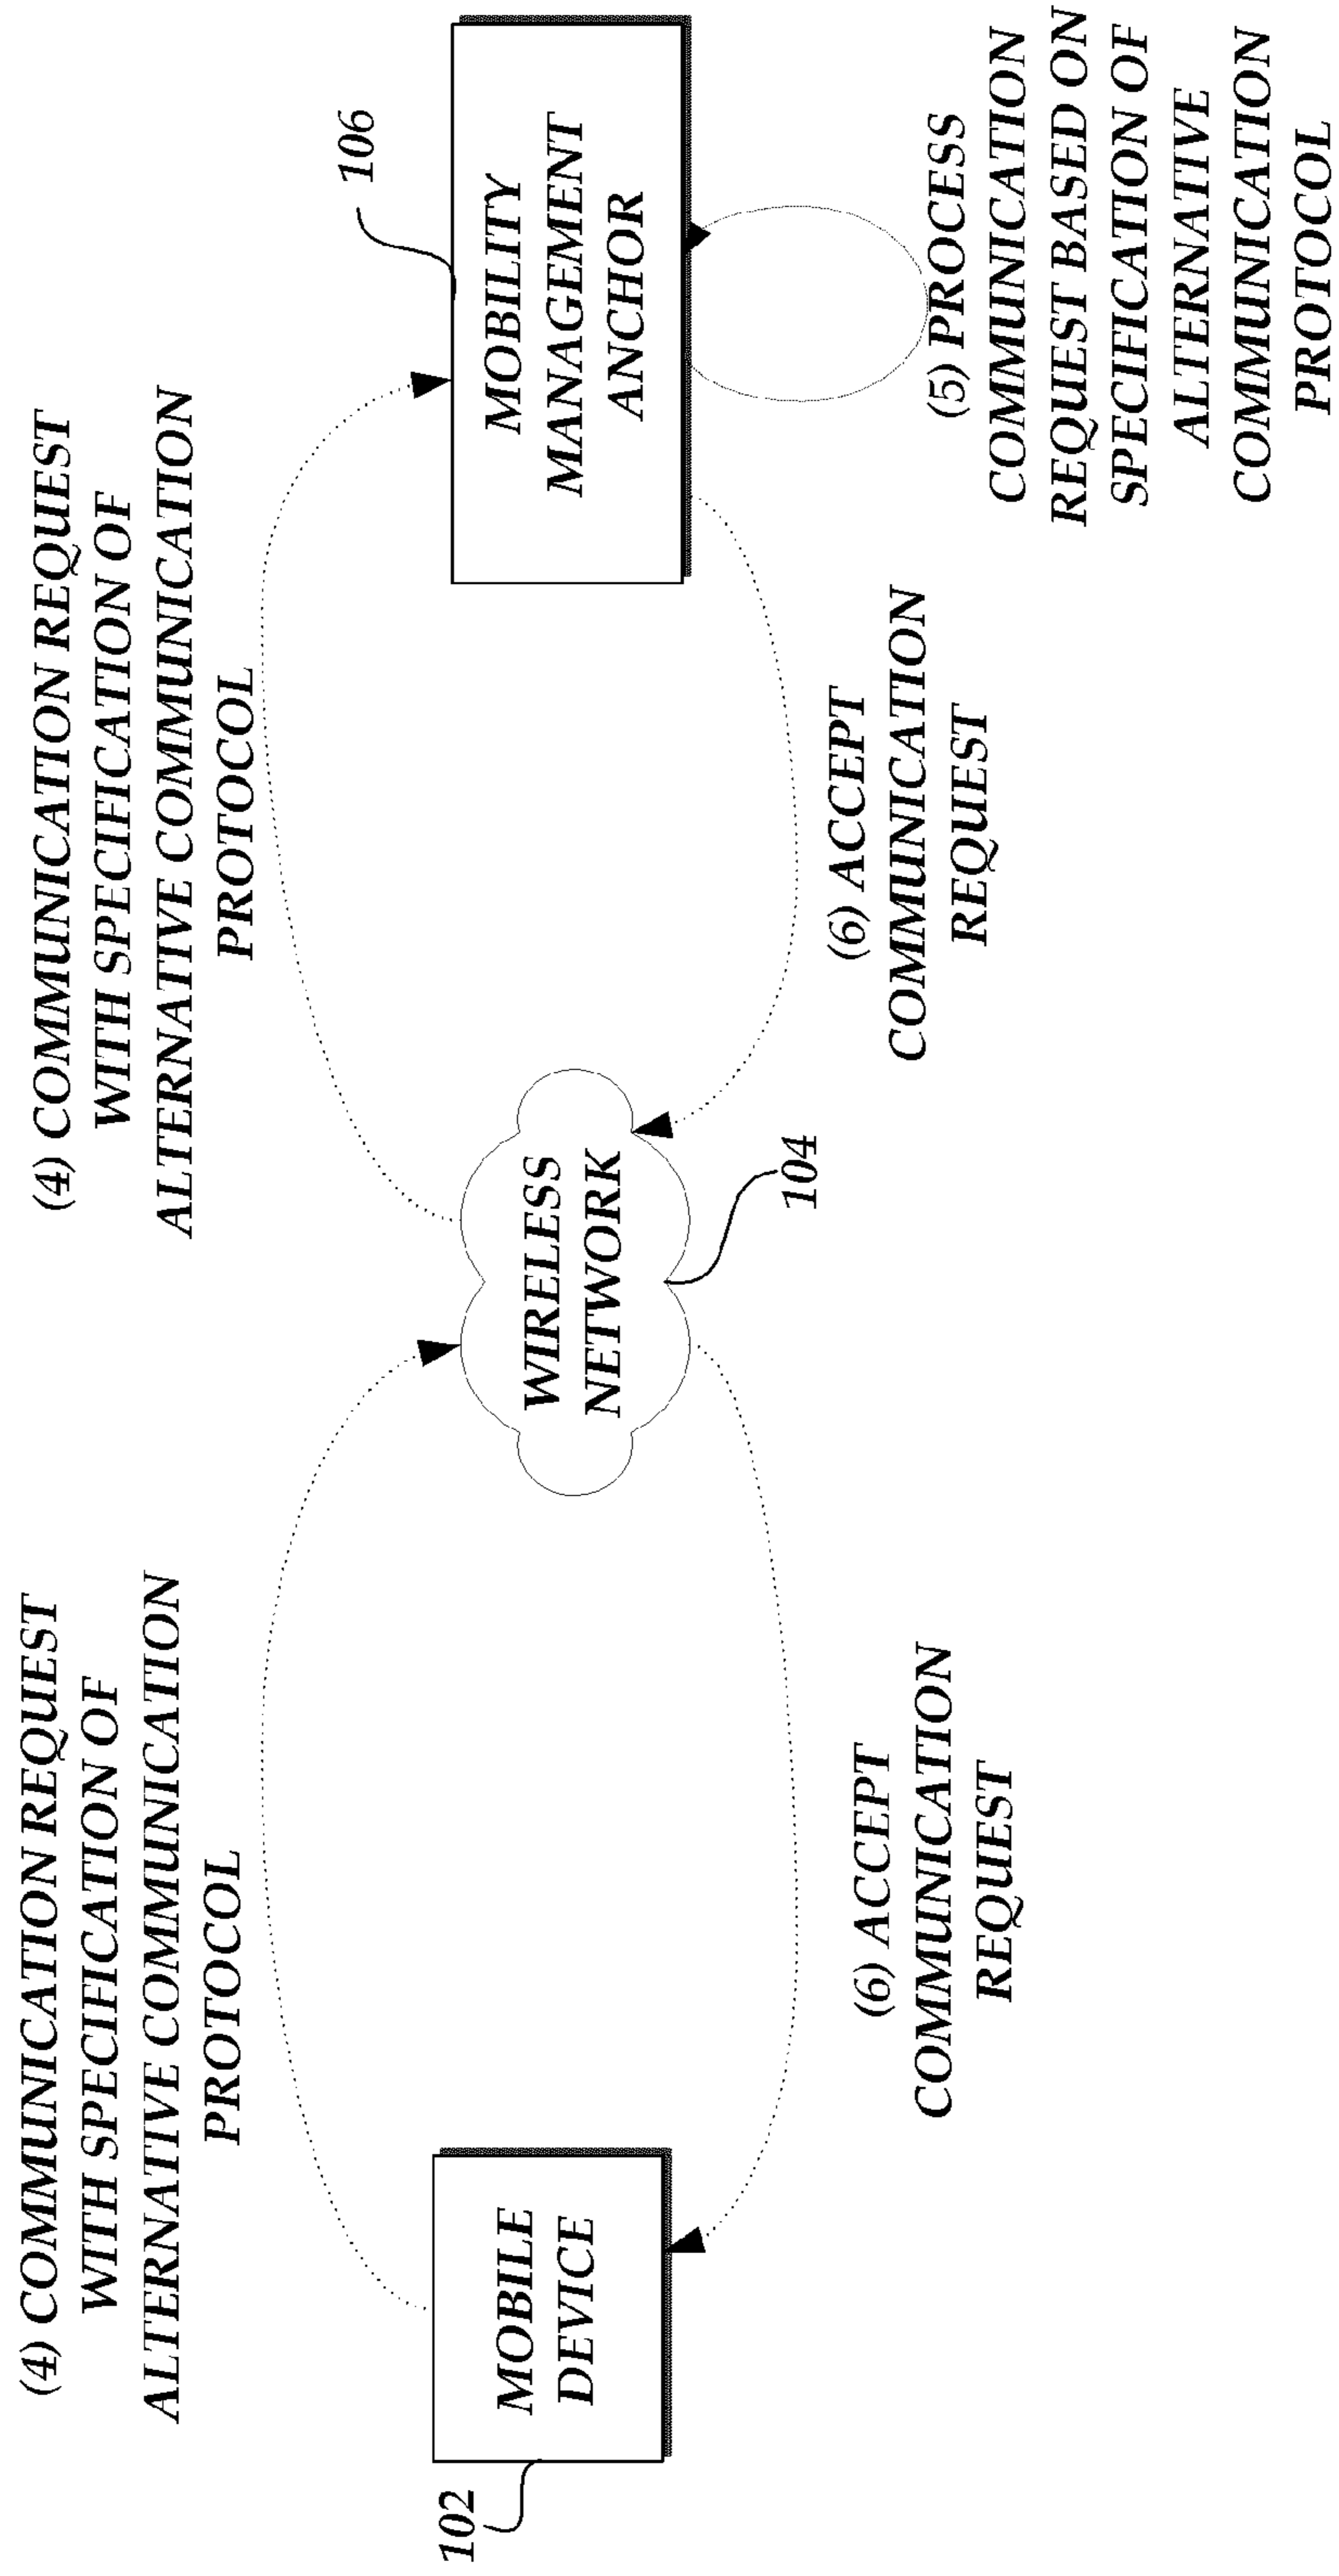 (4) COMMUNICATION REQUEST
WITH SPECIFICATION OF
ALTERNATIVE COMMUNICATION
PROTOCOL
(4) COMMUNICATION REQUEST
WITH SPECIFICATION OF
ALTERNATIVE COMMUNICATION
PROTOCOL
102
MOBILE
DEVICE
WIRELESS
NETWORK
104
106
MOBILITY
MANAGEMENT
ANCHOR
(6) ACCEPT
COMMUNICATION
REQUEST
(6) ACCEPT
COMMUNICATION
REQUEST
(5) PROCESS
COMMUNICATION
REQUEST BASED ON
SPECIFICATION OF
ALTERNATIVE
COMMUNICATION
PROTOCOL